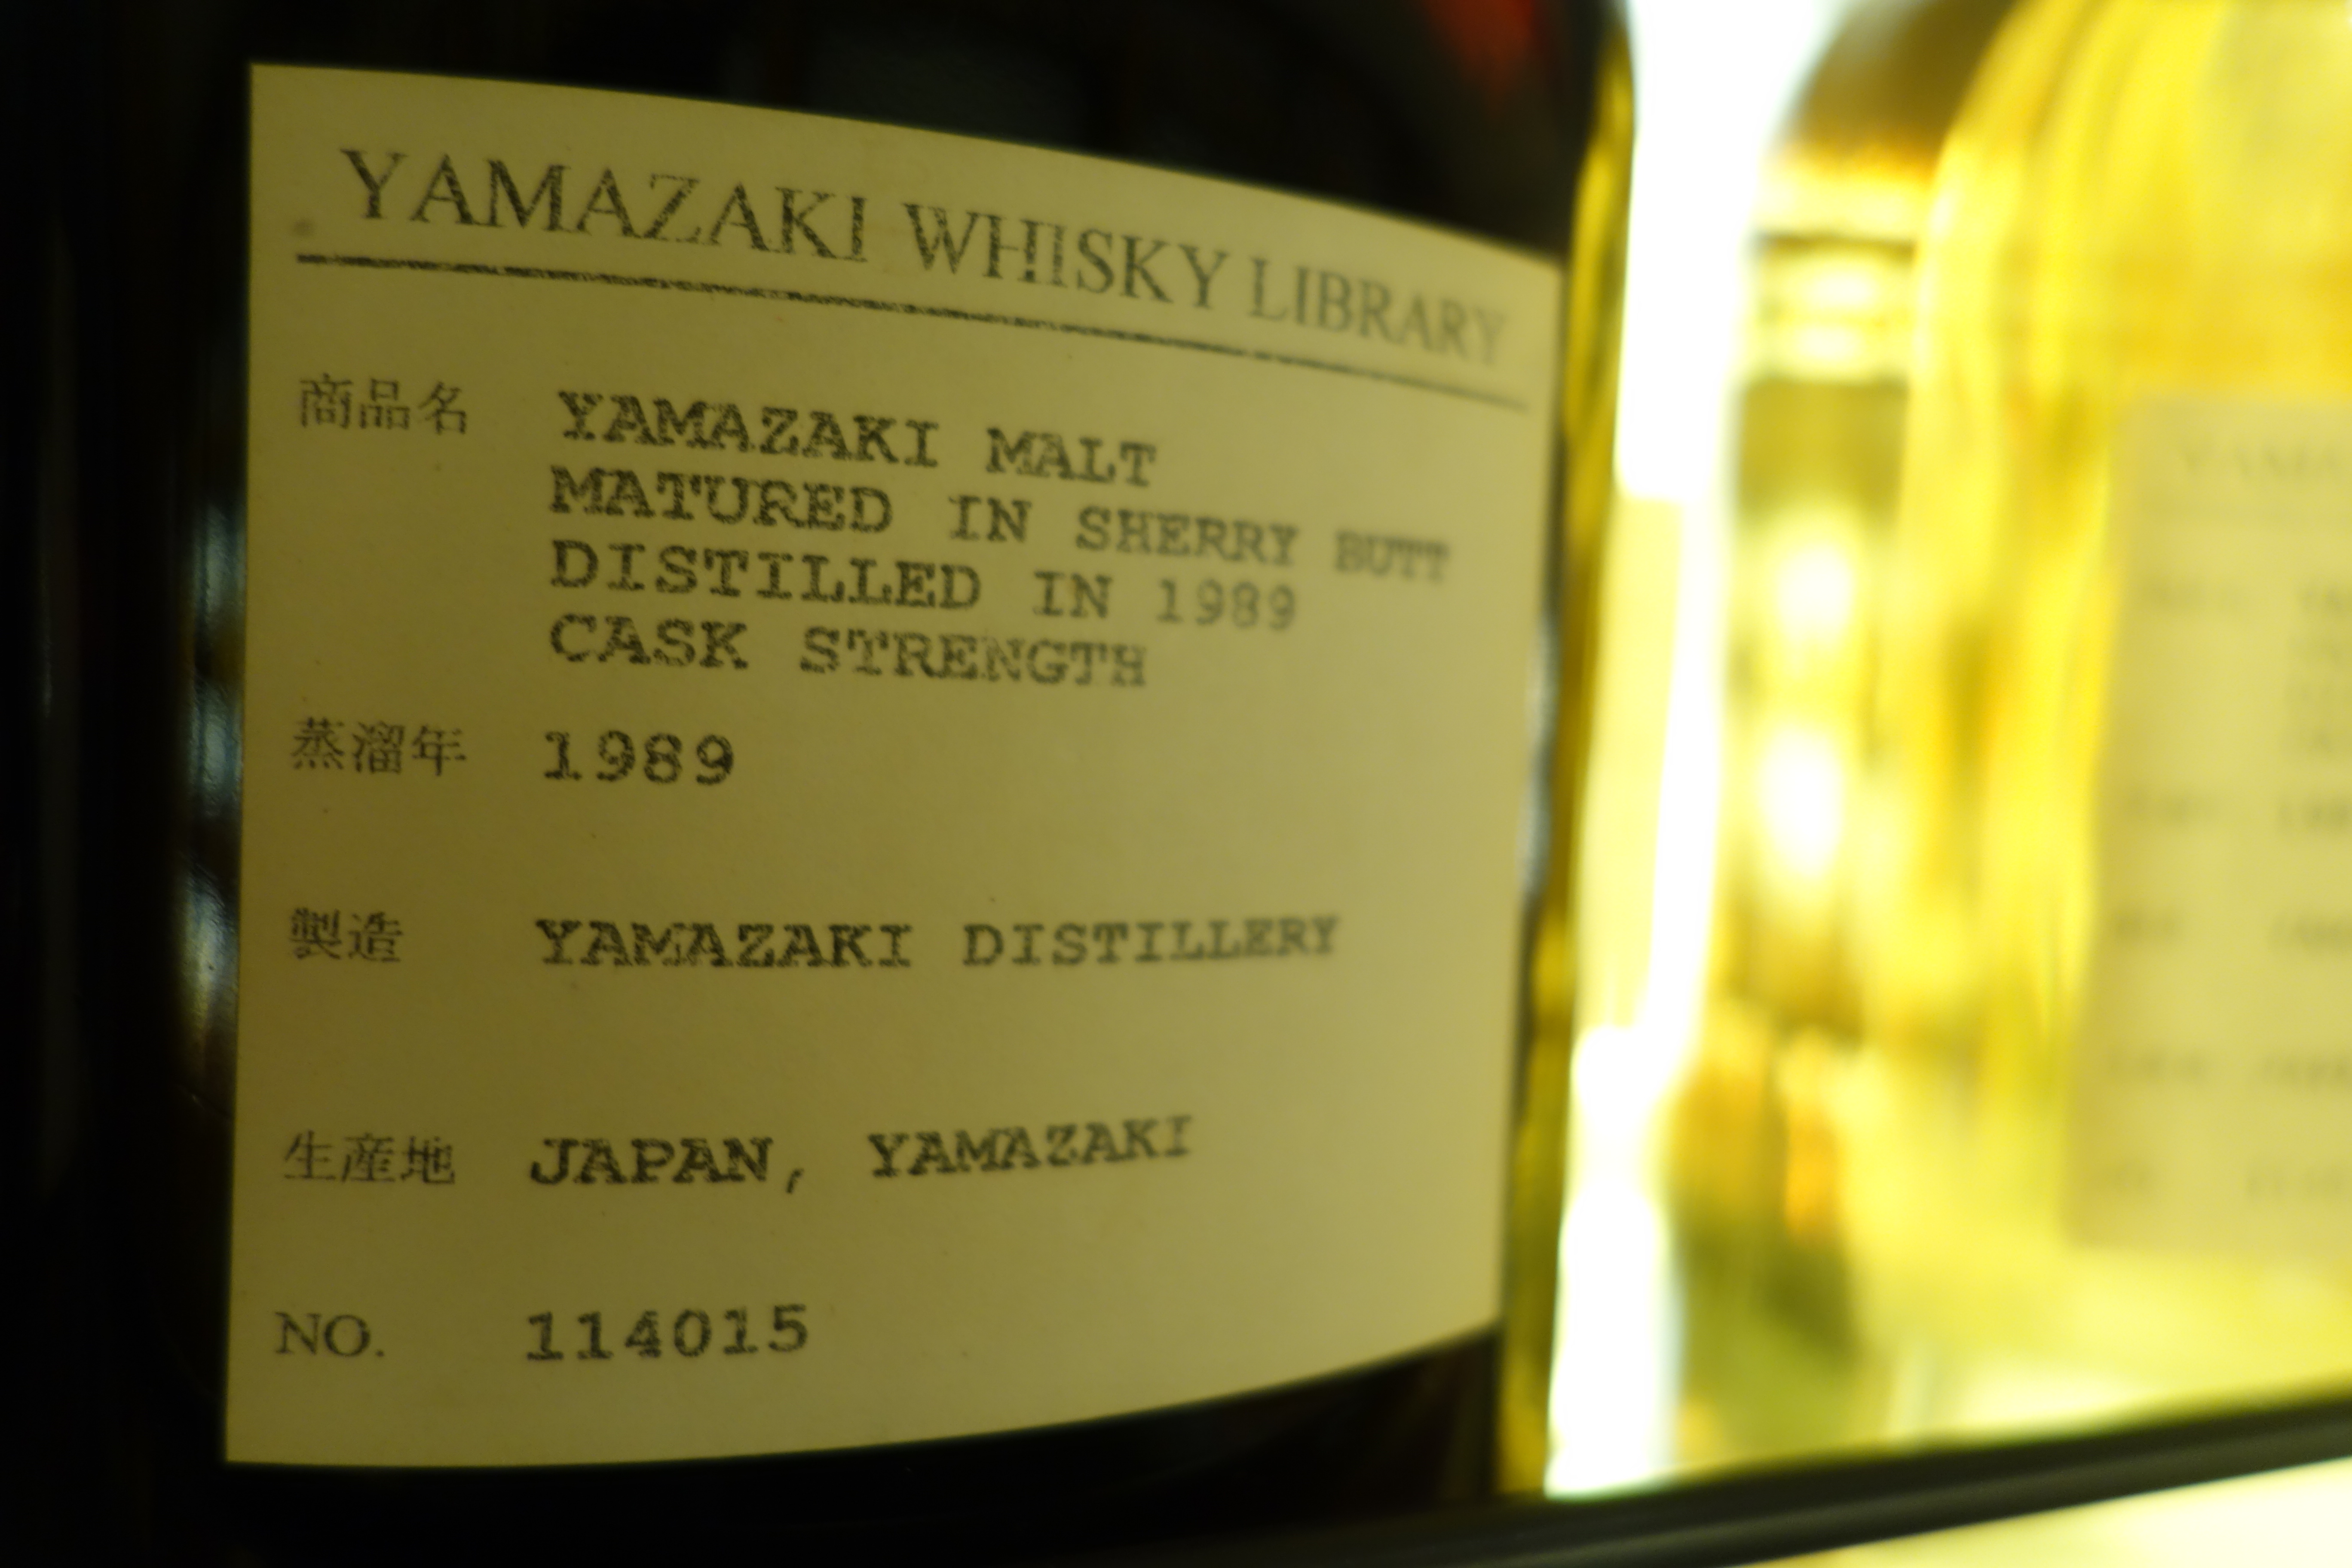 YAMAZAKI WHISKY LIBRARY
商品名 YAMAZAKI MALT
MATURED IN SHERRY BUTT
DISTILLED IN 1989
CASK STRENGTH
蒸溜年 1989
製造 YAMAZAKI DISTILLERY
生産地 JAPAN, YAMAZAKI
NO. 114015